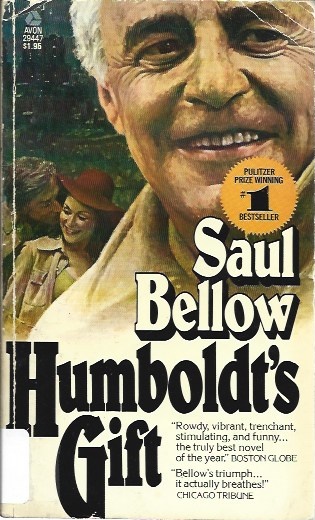 AVON
29447
$1.95
PULITZER
PRIZE WINNING
#1
BESTSELLER
Saul
Bellow
Humboldt's
Gift
"Rowdy, vibrant, trenchant,
stimulating, and funny...
the truly best novel
of the year," BOSTON GLOBE
"Bellow's triumph...
it actually breathes!"
CHICAGO TRIBUNE